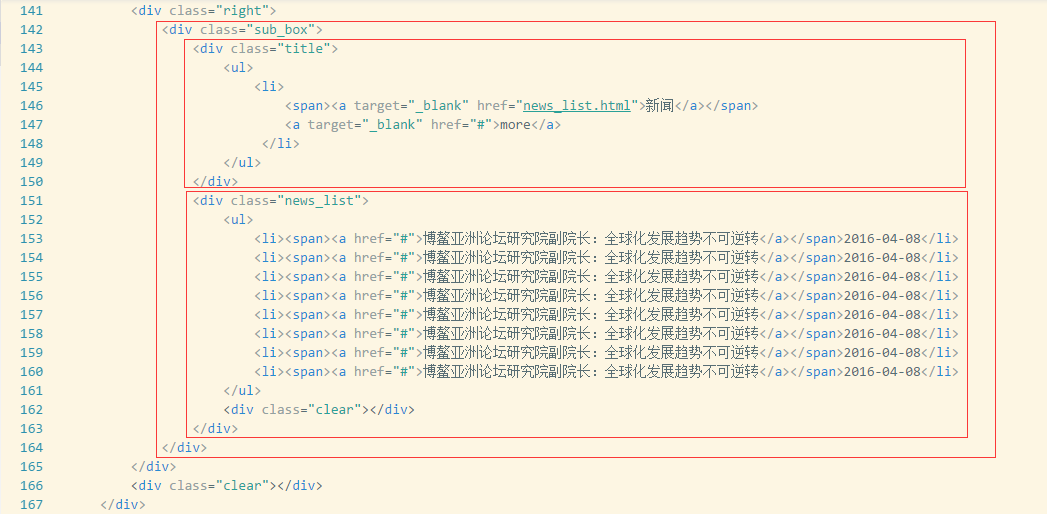 141 <div class="right">
142 <div class="sub_box">
143 <div class="title">
144 <ul>
145 <li>
146 <span><a target="_blank" href="news_list.html">新闻</a></span>
147 <a target="_blank" href="#">more</a>
148 </li>
149 </ul>
150 </div>
151 <div class="news_list">
152 <ul>
153 <li><span><a href="#">博鳌亚洲论坛研究院副院长：全球化发展趋势不可逆转</a></span>2016-04-08</li>
154 <li><span><a href="#">博鳌亚洲论坛研究院副院长：全球化发展趋势不可逆转</a></span>2016-04-08</li>
155 <li><span><a href="#">博鳌亚洲论坛研究院副院长：全球化发展趋势不可逆转</a></span>2016-04-08</li>
156 <li><span><a href="#">博鳌亚洲论坛研究院副院长：全球化发展趋势不可逆转</a></span>2016-04-08</li>
157 <li><span><a href="#">博鳌亚洲论坛研究院副院长：全球化发展趋势不可逆转</a></span>2016-04-08</li>
158 <li><span><a href="#">博鳌亚洲论坛研究院副院长：全球化发展趋势不可逆转</a></span>2016-04-08</li>
159 <li><span><a href="#">博鳌亚洲论坛研究院副院长：全球化发展趋势不可逆转</a></span>2016-04-08</li>
160 <li><span><a href="#">博鳌亚洲论坛研究院副院长：全球化发展趋势不可逆转</a></span>2016-04-08</li>
161 </ul>
162 <div class="clear"></div>
163 </div>
164 </div>
165 </div>
166 <div class="clear"></div>
167 </div>